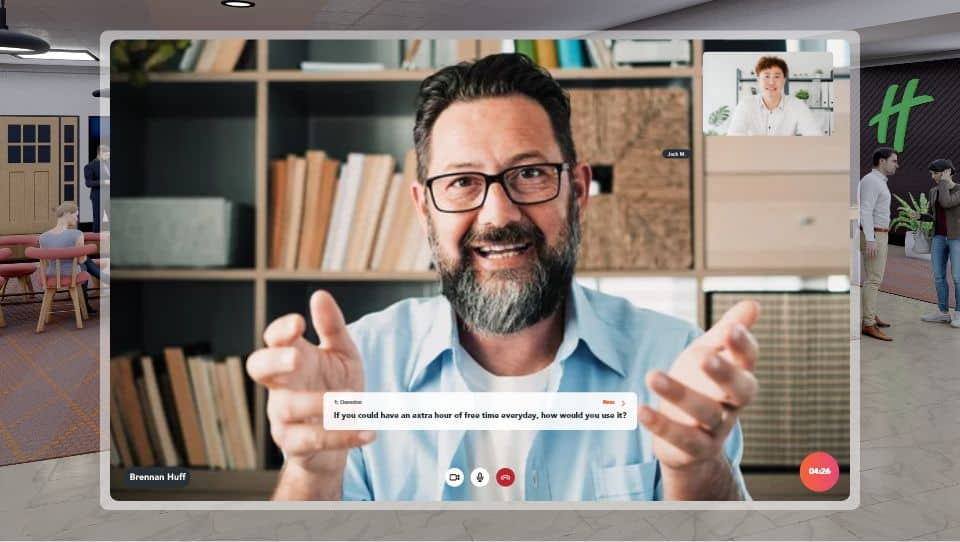 H
Jack M.
Question
If you could have an extra hour of free time everyday, how would you use it?
Brennan Huff
04:26